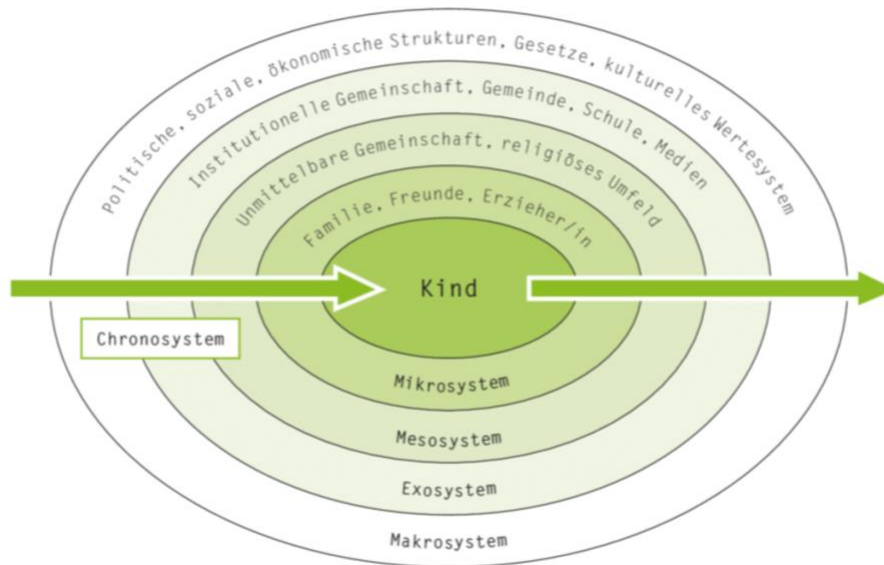 Politische, soziale, ökonomische Strukturen, Gesetze, kulturelles Wertesystem
Institutionelle Gemeinschaft, Gemeinde, Schule, Medien
Unmittelbare Gemeinschaft, religiöses Umfeld
Familie, Freunde, Erzieher/in
Kind
Chronosystem
Mikrosystem
Mesosystem
Exosystem
Makrosystem